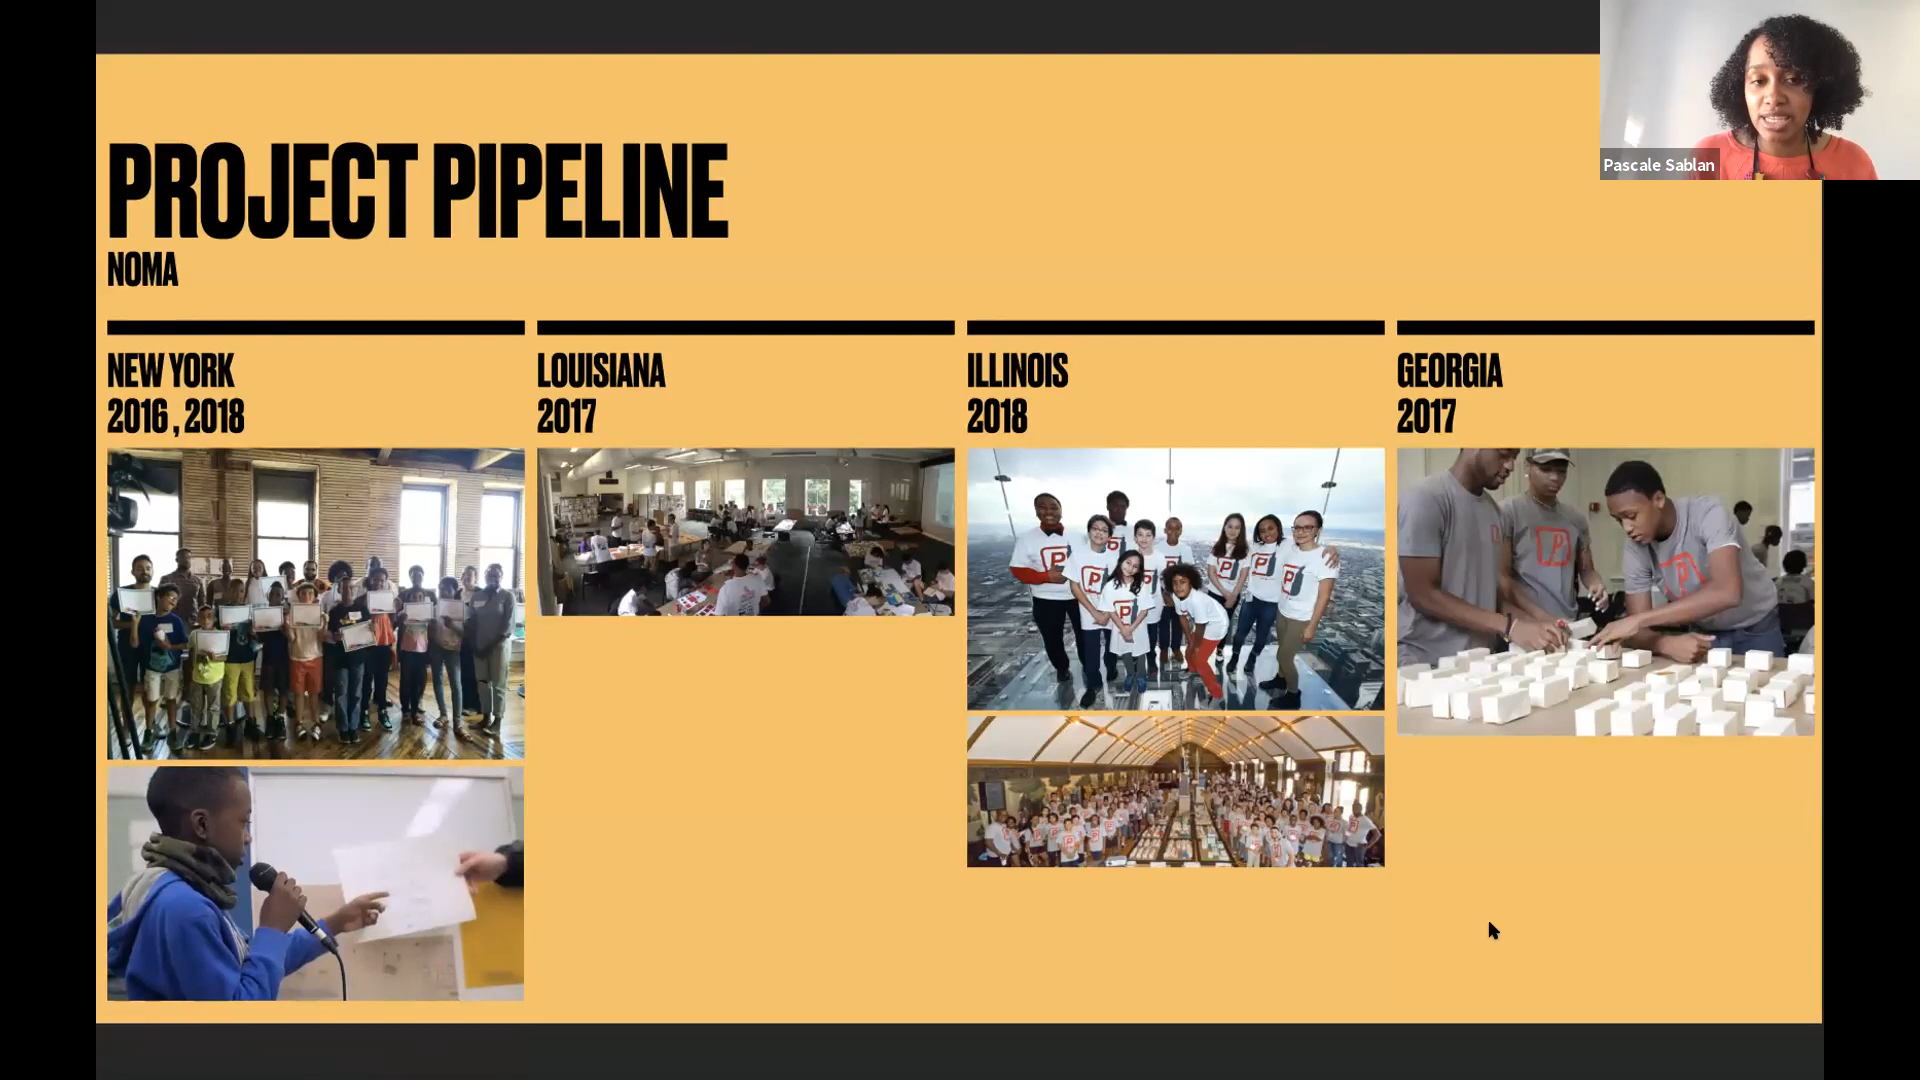 PROJECT PIPELINE
NOMA
NEW YORK
2016, 2018
LOUISIANA
2017
ILLINOIS
2018
GEORGIA
2017
Pascale Sablan
P
P
P
P
P
P
P
P